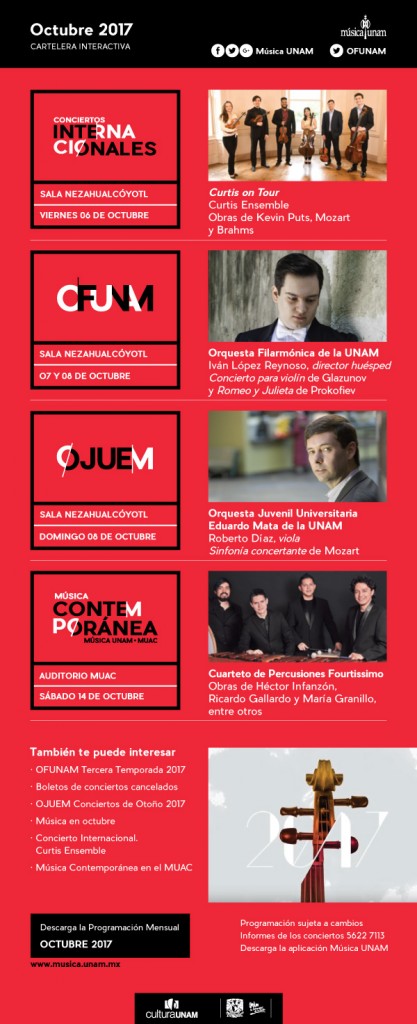 Octubre 2017
CARTELERA INTERACTIVA
música unam
Música UNAM
OFUNAM
CONCIERTOS
INTERNA
CIONALES
SALA NEZAHUALCÓYOTL
VIERNES 06 DE OCTUBRE
Curtis on Tour
Curtis Ensemble
Obras de Kevin Puts, Mozart
y Brahms
OFUNAM
SALA NEZAHUALCÓYOTL
07 Y 08 DE OCTUBRE
Orquesta Filarmónica de la UNAM
Iván López Reynoso, director huésped
Concierto para violín de Glazunov
y Romeo y Julieta de Prokofiev
OJUEM
SALA NEZAHUALCÓYOTL
DOMINGO 08 DE OCTUBRE
Orquesta Juvenil Universitaria
Eduardo Mata de la UNAM
Roberto Díaz, viola
Sinfonía concertante de Mozart
MÚSICA
CONTEM
PORÁNEA
MÚSICA UNAM • MUAC
AUDITORIO MUAC
SÁBADO 14 DE OCTUBRE
Cuarteto de Percusiones Fourtissimo
Obras de Héctor Infanzón,
Ricardo Gallardo y María Granillo,
entre otros
También te puede interesar
· OFUNAM Tercera Temporada 2017
· Boletos de conciertos cancelados
· OJUEM Conciertos de Otoño 2017
· Música en octubre
· Concierto Internacional.
Curtis Ensemble
· Música Contemporánea en el MUAC
2017
Descarga la Programación Mensual
OCTUBRE 2017
www.musica.unam.mx
Programación sujeta a cambios
Informes de los conciertos 5622 7113
Descarga la aplicación Música UNAM
culturaUNAM